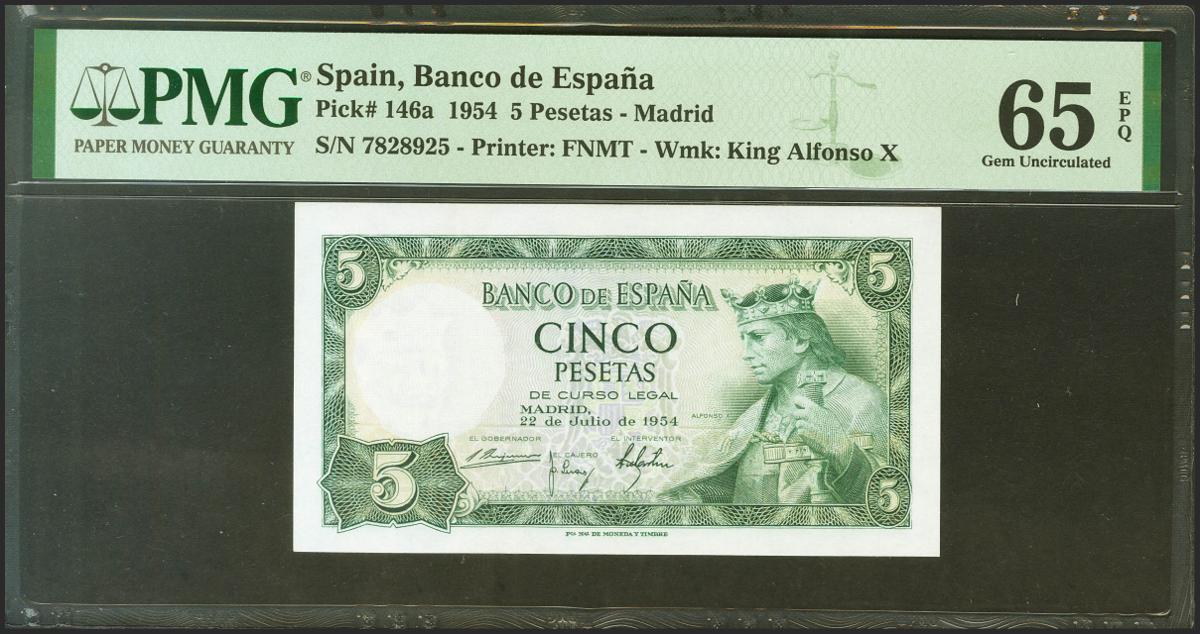 PMG®
PAPER MONEY GUARANTY
Spain, Banco de España
Pick# 146a 1954 5 Pesetas - Madrid
S/N 7828925 - Printer: FNMT - Wmk: King Alfonso X
65
EPQ
Gem Uncirculated
5
5
BANCO DE ESPAÑA
CINCO
PESETAS
DE CURSO LEGAL
MADRID,
22 de Julio de 1954
ALFONSO X
EL GOBERNADOR
EL INTERVENTOR
EL CAJERO
5
5
DE MONEDA Y TIMBRE